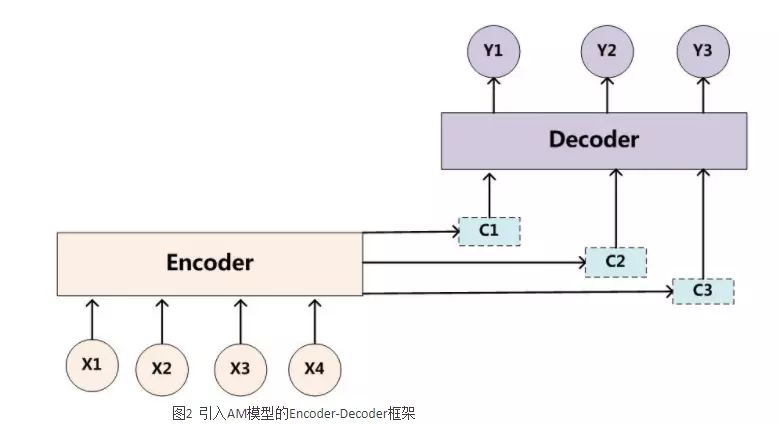 Y1 Y2 Y3
Decoder
C1
Encoder
C2
C3
X1 X2 X3 X4
图2 引入AM模型的Encoder-Decoder框架